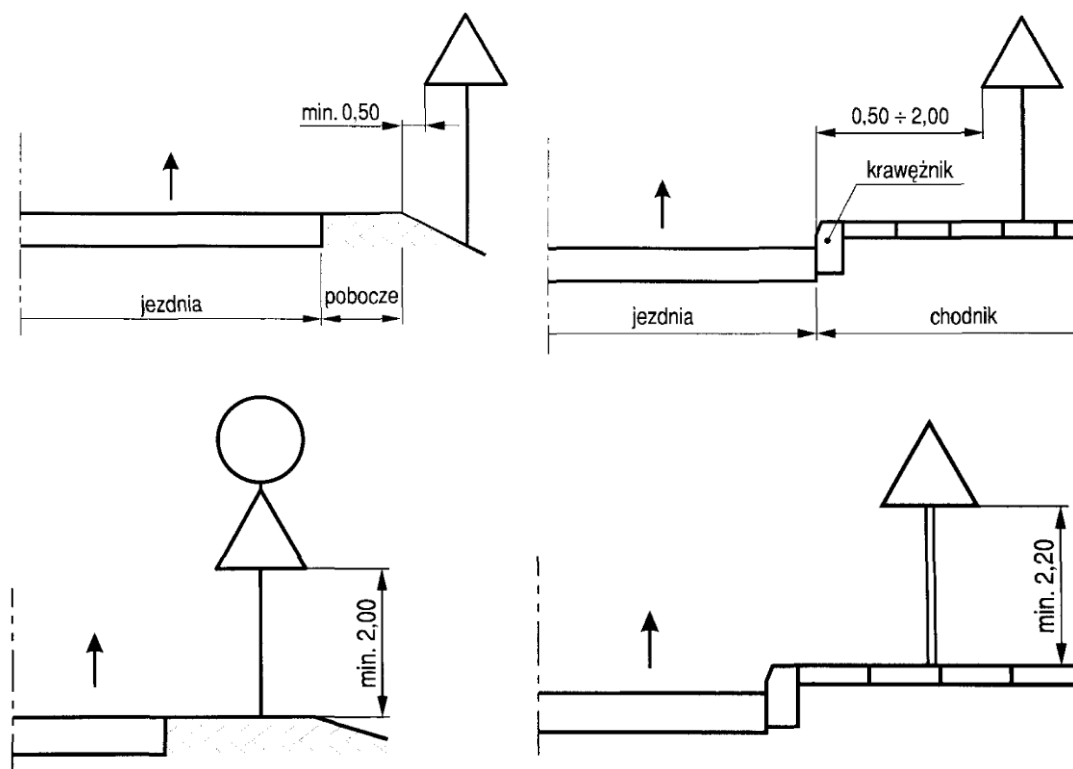 min. 0,50
jezdnia
pobocze
0,50 ÷ 2,00
krawężnik
jezdnia
chodnik
min. 2,00
min. 2,20